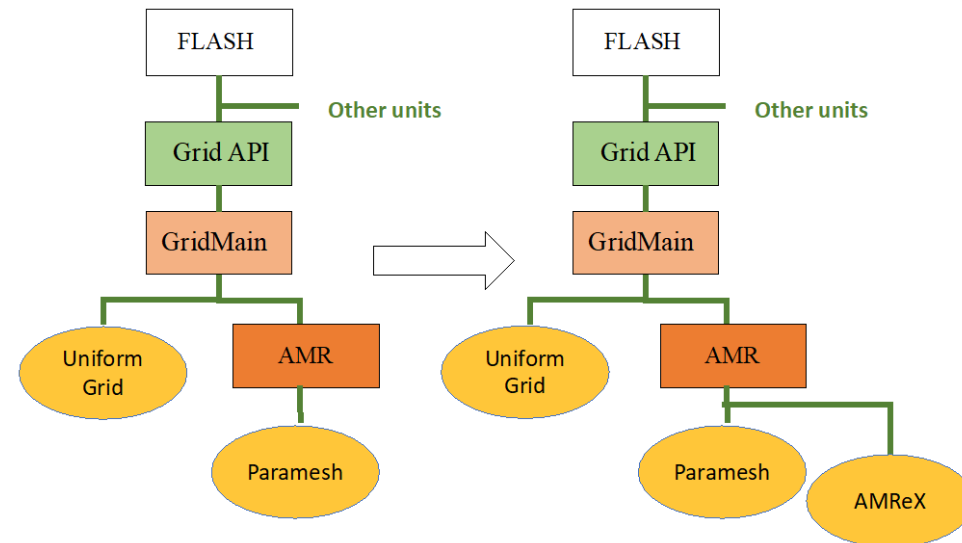 FLASH
Other units
Grid API
GridMain
Uniform
Grid
AMR
Paramesh
FLASH
Other units
Grid API
GridMain
Uniform
Grid
AMR
Paramesh
AMReX